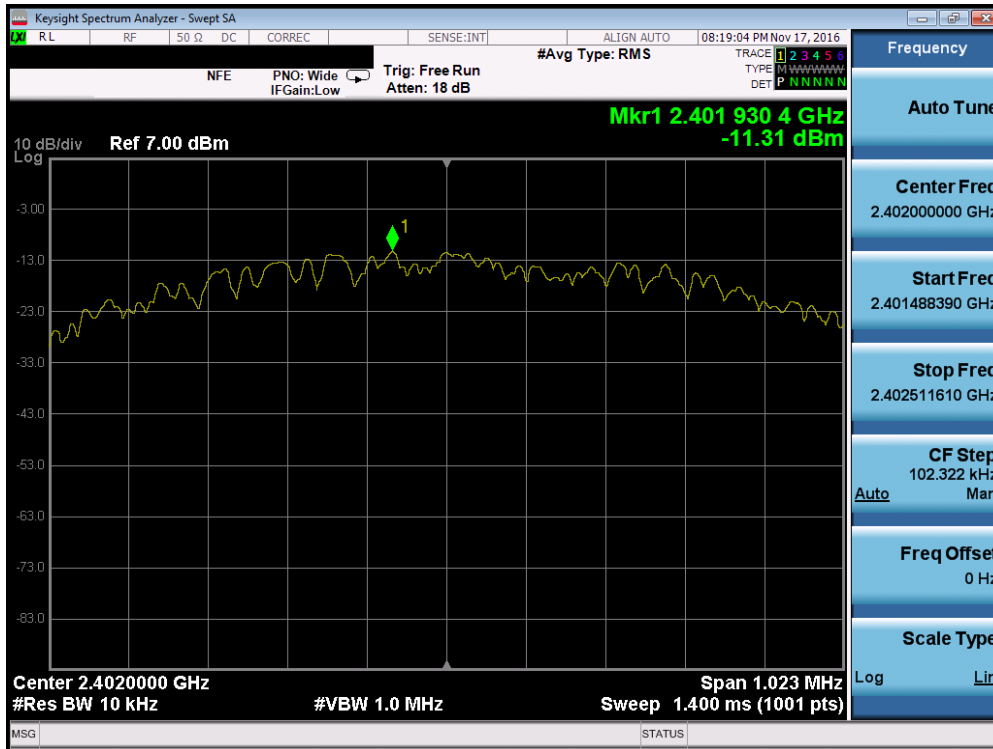 Keysight Spectrum Analyzer - Swept SA
LXI RL RF 50 Ω DC CORREC SENSE:INT ALIGN AUTO 08:19:04 PM Nov 17, 2016
NFE PNO: Wide Trig: Free Run #Avg Type: RMS TRACE 1 2 3 4 5 6
IFGain:Low Atten: 18 dB TYPE M WWWWW
DET P N N N N N
Mkr1 2.401 930 4 GHz
-11.31 dBm
10 dB/div Ref 7.00 dBm
Log
1
-3.00
-13.0
-23.0
-33.0
-43.0
-53.0
-63.0
-73.0
-83.0
Center 2.4020000 GHz Span 1.023 MHz
#Res BW 10 kHz #VBW 1.0 MHz Sweep 1.400 ms (1001 pts)
MSG STATUS
Frequency
Auto Tune
Center Freq
2.402000000 GHz
Start Freq
2.401488390 GHz
Stop Freq
2.402511610 GHz
CF Step
102.322 kHz
Auto Man
Freq Offset
0 Hz
Scale Type
Log Lin